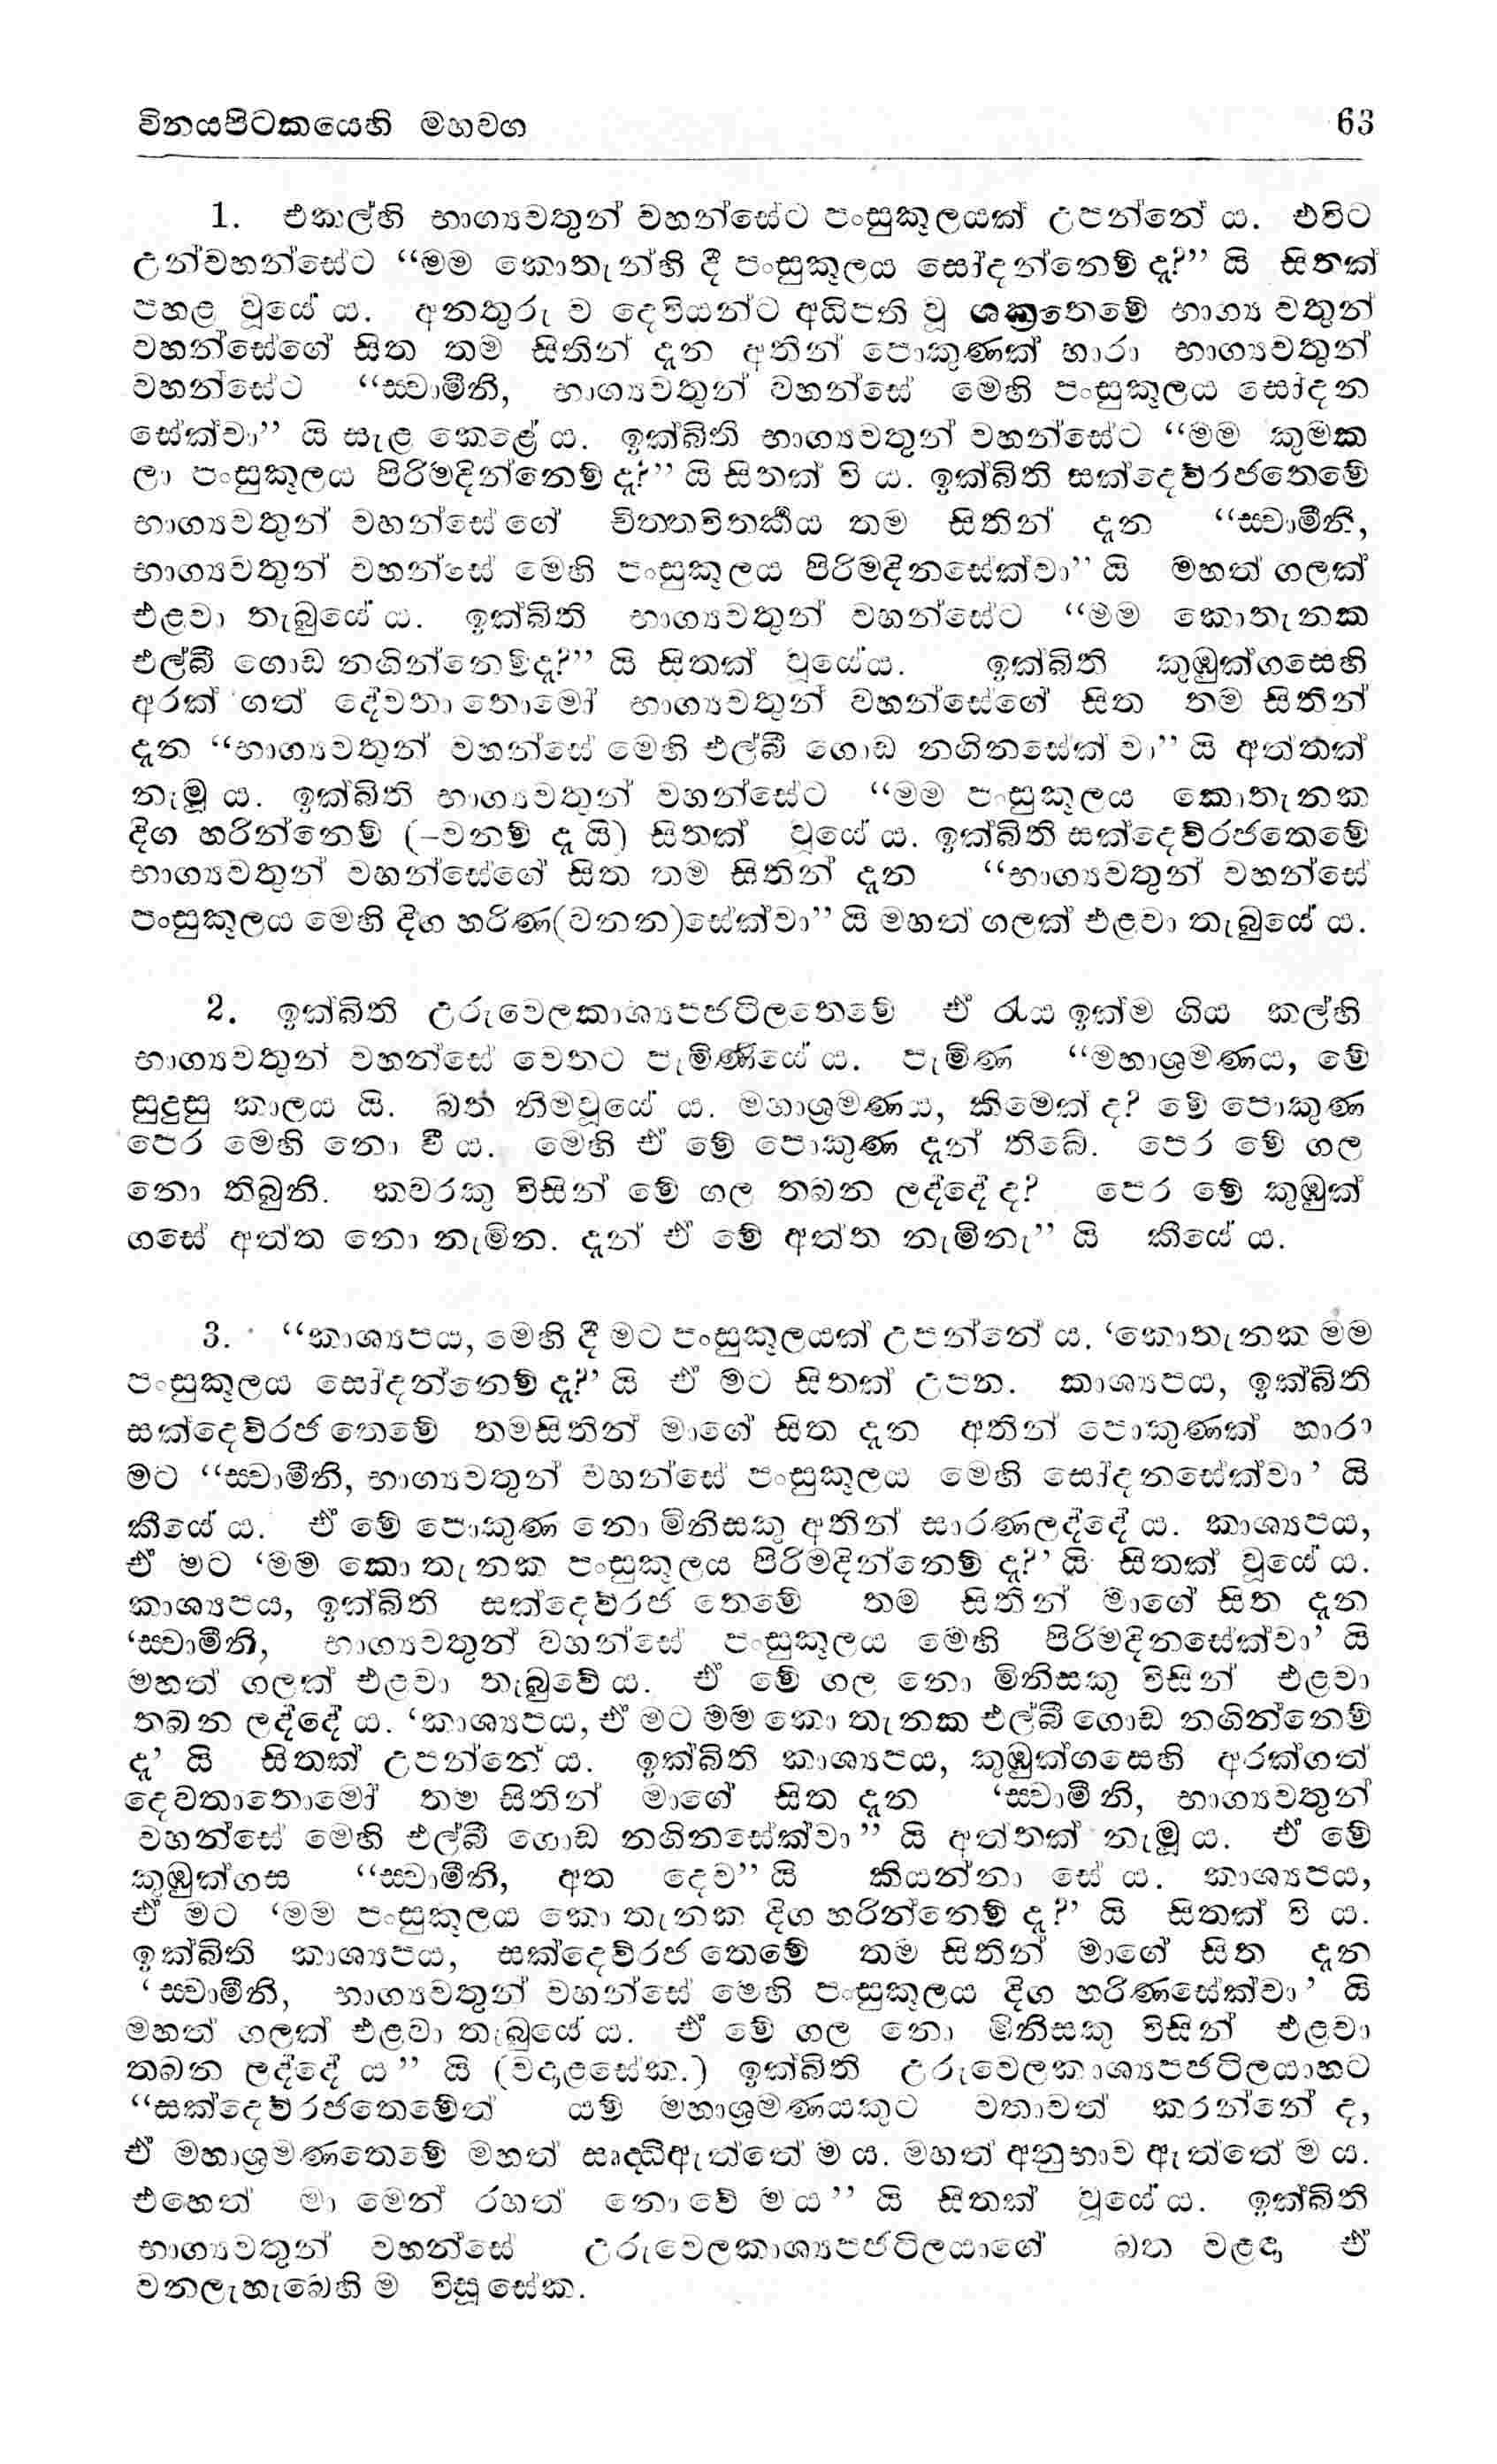 විනයපිටකයෙහි මහවග 63
1. එකල්හි භාග්‍යවතුන් වහන්සේට පංසුකූලයක් උපන්නේ ය. එවිට
උන්වහන්සේට “මම කොතැන්හි දී පංසුකූලය සෝදන්නෙම් දැ?” යි සිතක්
පහළ වූයේ ය. අනතුරු ව දෙවියන්ට අධිපති වූ ශක්‍රතෙමේ භාග්‍ය වතුන්
වහන්සේගේ සිත තම සිතින් දැන අතින් පොකුණක් හාරා භාග්‍යවතුන්
වහන්සේට “ස්වාමීනි, භාග්‍යවතුන් වහන්සේ මෙහි පංසුකූලය සෝදන
සේක්වා” යි සැළ කෙළේ ය. ඉක්බිති භාග්‍යවතුන් වහන්සේට “මම කුමක
ලා පංසුකූලය පිරිමදින්නෙම් දැ?” යි සිතක් වි ය. ඉක්බිති සක්දෙව්රජතෙමේ
භාග්‍යවතුන් වහන්සේ ගේ චිත්තවිතර්කය තම සිතින් දැන “ස්වාමීනි,
භාග්‍යවතුන් වහන්සේ මෙහි පංසුකූලය පිරිමදිනසේක්වා” යි මහත් ගලක්
එළවා තැබුයේ ය. ඉක්බිති භාග්‍යවතුන් වහන්සේට “මම කොතැනක
එල්බී ගොඩ නගින්නෙම්දැ?” යි සිතක් වූයේය. ඉක්බිති කුඹුක්ගසෙහි
අරක් ගත් දේවතා තොමෝ භාග්‍යවතුන් වහන්සේගේ සිත තම සිතින්
දැන “භාග්‍යවතුන් වහන්සේ මෙහි එල්බී ගොඩ නගිනසේක් වා” යි අත්තක්
නැමූ ය. ඉක්බිති භාග්‍යවතුන් වහන්සේට “මම පංසුකූලය කොතැනක
දිග හරින්නෙම් (–වනම් දැ යි) සිතක් වූයේ ය. ඉක්බිති සක්දෙව්රජතෙමේ
භාග්‍යවතුන් වහන්සේගේ සිත තම සිතින් දැන “භාග්‍යවතුන් වහන්සේ
පංසුකූලය මෙහි දිග හරිණ(වනන)සේක්වා” යි මහත් ගලක් එළවා තැබුයේ ය.
2. ඉක්බිති උරුවෙලකාශ්‍යපජටිලතෙමේ ඒ රැය ඉක්ම ගිය කල්හි
භාග්‍යවතුන් වහන්සේ වෙතට පැමිණියේ ය. පැමිණ “මහාශ්‍රමණය, මේ
සුදුසු කාලය යි. බත් නිමවූයේ ය. මහාශ්‍රමණය, කිමෙක් ද? මේ පොකුණ
පෙර මෙහි නො වී ය. මෙහි ඒ මේ පොකුණ දැන් තිබේ. පෙර මේ ගල
නො තිබුනි. කවරකු විසින් මේ ගල තබන ලද්දේ ද? පෙර මේ කුඹුක්
ගසේ අත්ත නො නැමින. දැන් ඒ මේ අත්ත නැමිනැ” යි කීයේ ය.
3. “කාශ්‍යපය, මෙහි දී මට පංසුකූලයක් උපන්නේ ය. ‘කොතැනක මම
පංසුකූලය සෝදන්නෙම් දැ?’ යි ඒ මට සිතක් උපන. කාශ්‍යපය, ඉක්බිති
සක්දෙව්රජ තෙමේ තමසිතින් මාගේ සිත දැන අතින් පොකුණක් හාරා
මට “ස්වාමීනි, භාග්‍යවතුන් වහන්සේ පංසුකූලය මෙහි සෝදනසේක්වා’ යි
කීයේ ය. ඒ මේ පොකුණ නො මිනිසකු අතින් සාරණලද්දේ ය. කාශ්‍යපය,
ඒ මට ‘මම කො තැනක පංසුකූලය පිරිමදින්නෙම් දැ?’ යි සිතක් වූයේ ය.
කාශ්‍යපය, ඉක්බිති සක්දෙව්රජ තෙමේ තම සිතින් මාගේ සිත දැන
‘ස්වාමීනි, භාග්‍යවතුන් වහන්සේ පංසුකූලය මෙහි පිරිමදිනසේක්වා’ යි
මහත් ගලක් එළවා තැබුවේ ය. ඒ මේ ගල නො මිනිසකු විසින් එළවා
තබන ලද්දේ ය. ‘කාශ්‍යපය, ඒ මට මම කො තැනක එල්බී ගොඩ නගින්නෙම්
දැ’ යි සිතක් උපන්නේ ය. ඉක්බිති කාශ්‍යපය, කුඹුක්ගසෙහි අරක්ගත්
දෙවතාතොමෝ තම සිතින් මාගේ සිත දැන ‘ස්වාමී නි, භාග්‍යවතුන්
වහන්සේ මෙහි එල්බී ගොඩ නගිනසේක්වා” යි අත්තක් නැමූ ය. ඒ මේ
කුඹුක්ගස “ස්වාමීනි, අත දෙව” යි කියන්නා සේ ය. කාශ්‍යපය,
ඒ මට ‘මම පංසුකූලය කො තැනක දිග හරින්නෙම් දැ?’ යි සිතක් වි ය.
ඉක්බිති කාශ්‍යපය, සක්දෙව්රජ තෙමේ තම සිතින් මාගේ සිත දැන
‘ස්වාමීනි, භාග්‍යවතුන් වහන්සේ මෙහි පංසුකූලය දිග හරිණසේක්වා’ යි
මහත් ගලක් එළවා තැබුයේ ය. ඒ මේ ගල නො මිනිසකු විසින් එළවා
තබන ලද්දේ ය” යි (වදාළසේක.) ඉක්බිති උරුවෙලකාශ්‍යපජටිලයාහට
“සක්දෙව් රජතෙමේත් යම් මහාශ්‍රමණයකුට වතාවත් කරන්නේ ද,
ඒ මහාශ්‍රමණතෙමේ මහත් සෘද්ධිඇත්තේ ම ය. මහත් අනුභාව ඇත්තේ ම ය.
එහෙත් මා මෙන් රහත් නො වේ මය” යි සිතක් වූයේ ය. ඉක්බිති
භාග්‍යවතුන් වහන්සේ උරුවෙලකාශ්‍යපජටිලයාගේ බත වළඳා ඒ
වනලැහැබෙහි ම විසූ සේක.